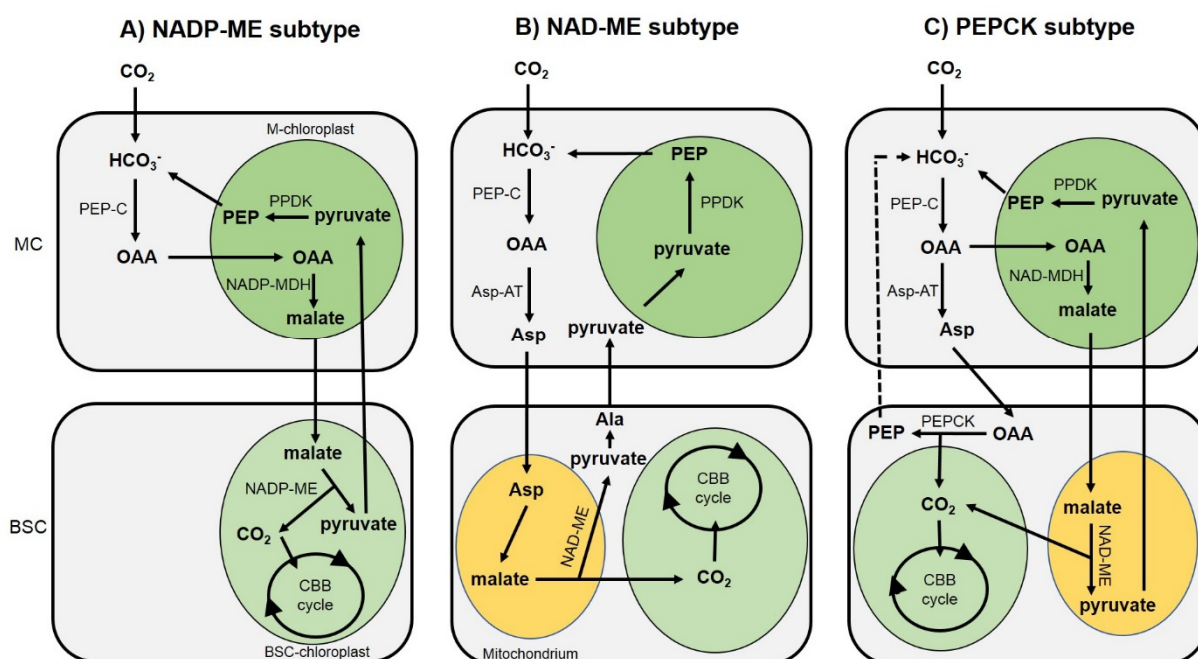 A) NADP-ME subtype
CO₂
M-chloroplast
HCO₃⁻
PEP-C
PPDK
PEP
pyruvate
OAA
OAA
NADP-MDH
malate
MC
BSC
malate
NADP-ME
CO₂
pyruvate
CBB
cycle
BSC-chloroplast
B) NAD-ME subtype
CO₂
HCO₃⁻
PEP
PEP-C
PPDK
OAA
pyruvate
Asp-AT
Asp
pyruvate
Ala
pyruvate
Asp
NAD-ME
malate
CBB
cycle
CO₂
Mitochondrium
C) PEPCK subtype
CO₂
HCO₃⁻
PPDK
PEP
pyruvate
PEP-C
OAA
OAA
NAD-MDH
Asp-AT
malate
Asp
PEPCK
PEP
OAA
CO₂
malate
NAD-ME
CBB
cycle
pyruvate